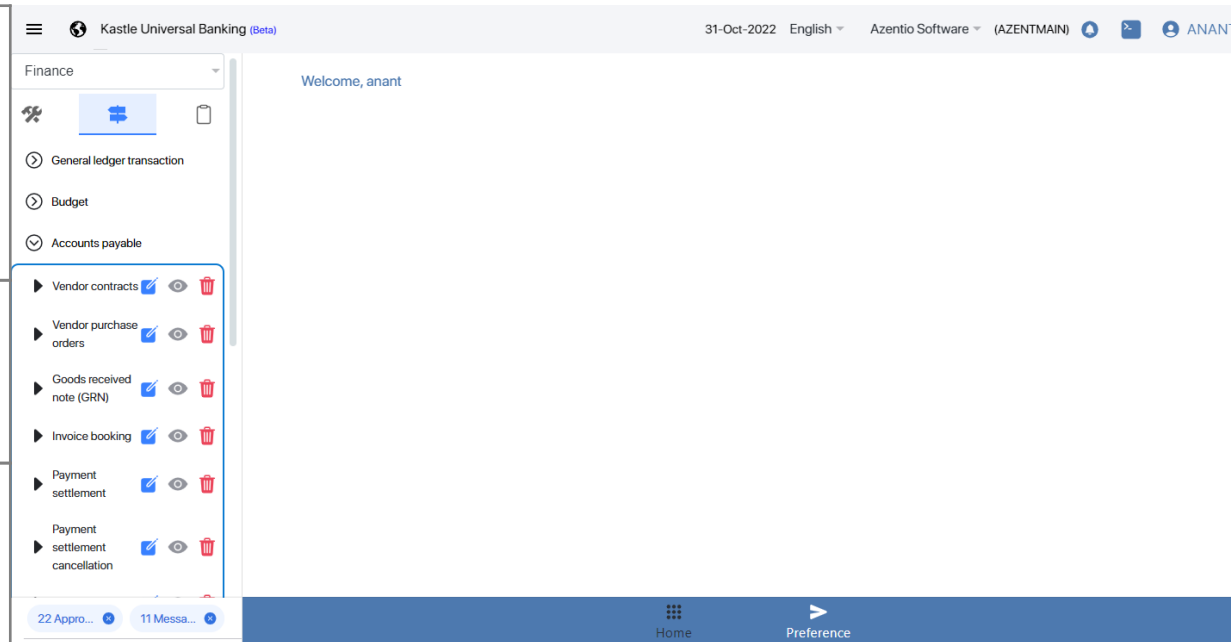 Kastle Universal Banking (Beta)
31-Oct-2022 English Azentio Software (AZENTMAIN) ANANT
Finance
Welcome, anant
General ledger transaction
Budget
Accounts payable
Vendor contracts
Vendor purchase
orders
Goods received
note (GRN)
Invoice booking
Payment
settlement
Payment
settlement
cancellation
22 Appro... 11 Messa...
Home
Preference